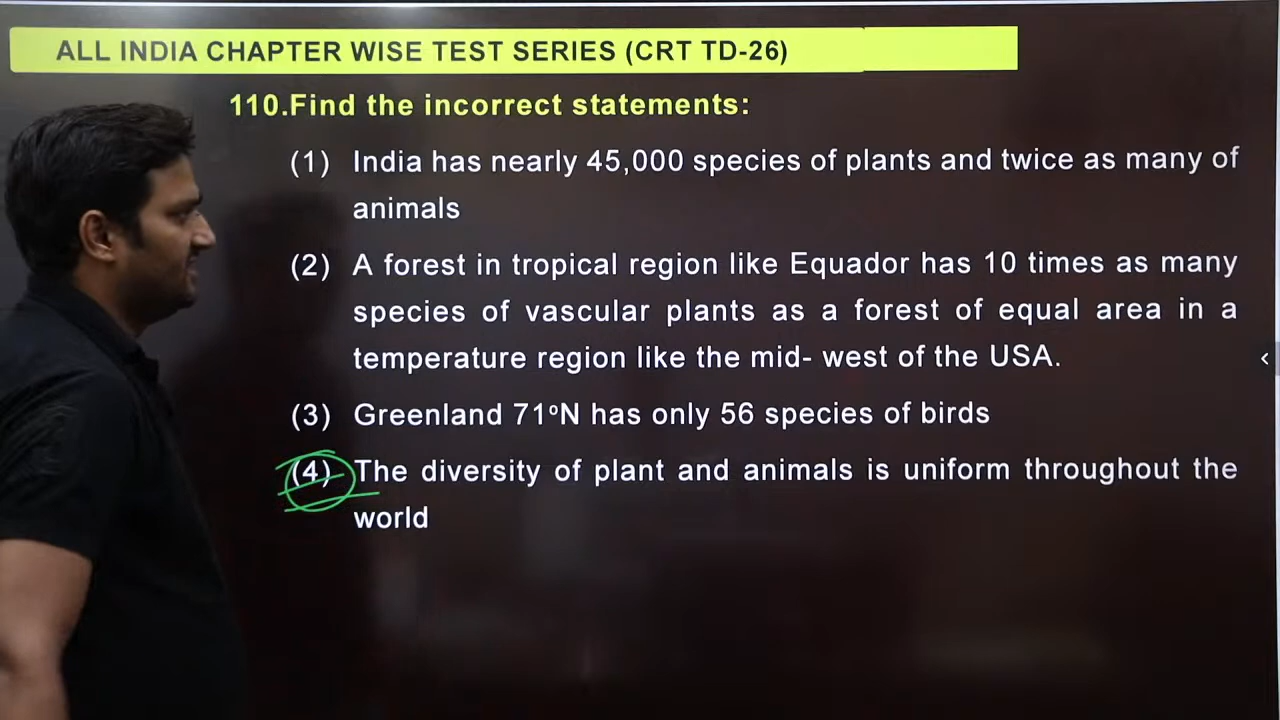 ALL INDIA CHAPTER WISE TEST SERIES (CRT TD-26)
110.Find the incorrect statements:
(1) India has nearly 45,000 species of plants and twice as many of
animals
(2) A forest in tropical region like Equador has 10 times as many
species of vascular plants as a forest of equal area in a
temperature region like the mid- west of the USA.
(3) Greenland 71ºN has only 56 species of birds
(4) The diversity of plant and animals is uniform throughout the
world